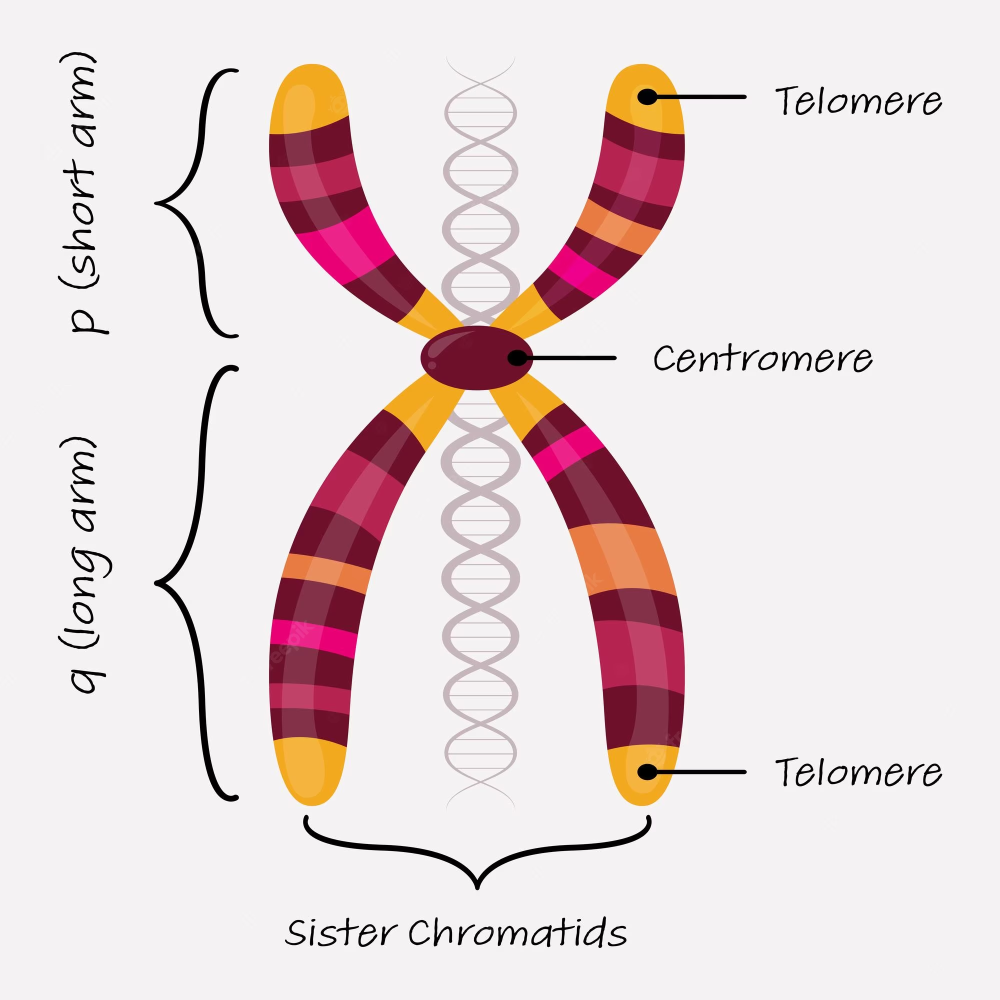 p (short arm)
Telomere
Centromere
q (long arm)
Telomere
Sister Chromatids